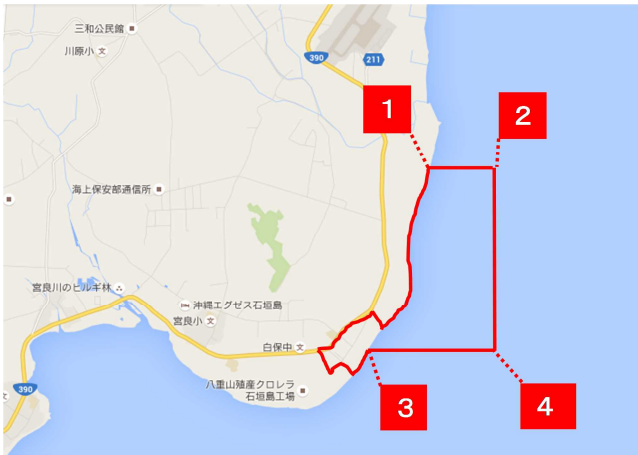 三和公民館
川原小
390
211
1
2
海上保安部通信所
宮良川のヒルギ林
沖縄エグゼス石垣島
宮良小
白保中
八重山殖産クロレラ
石垣島工場
390
3
4